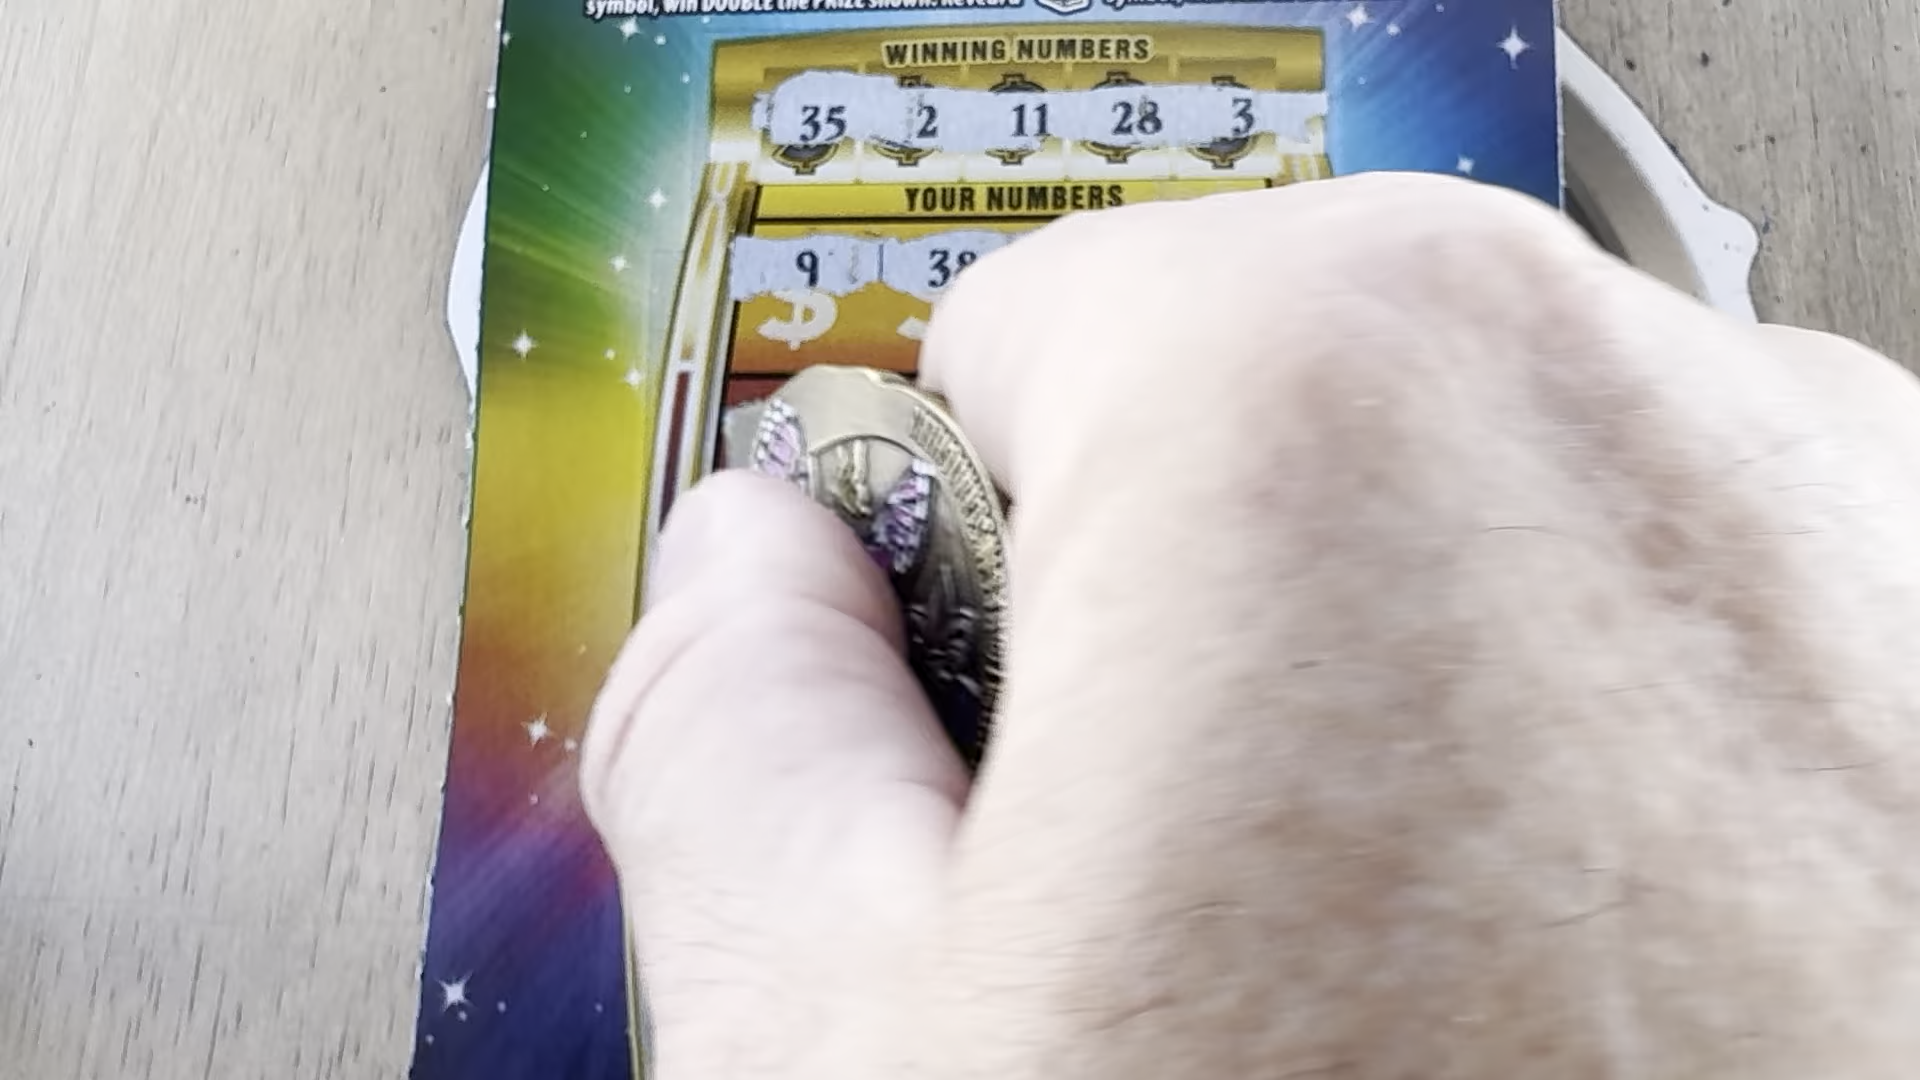 symbol, win DOUBLE the PRIZE shown. Reveal a
WINNING NUMBERS
35 2 11 28 3
YOUR NUMBERS
9 38